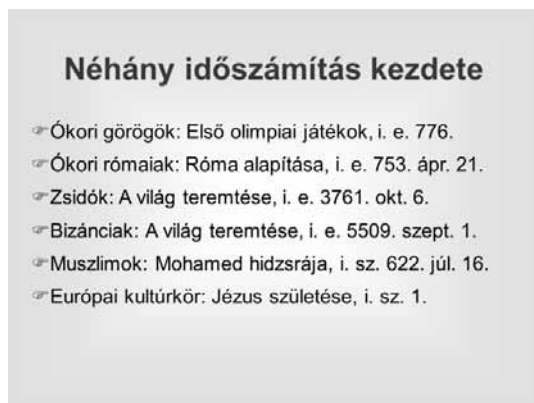 Néhány időszámítás kezdete
☞Ókori görögök: Első olimpiai játékok, i. e. 776.
☞Ókori rómaiak: Róma alapítása, i. e. 753. ápr. 21.
☞Zsidók: A világ teremtése, i. e. 3761. okt. 6.
☞Bizánciak: A világ teremtése, i. e. 5509. szept. 1.
☞Muszlimok: Mohamed hidzsrája, i. sz. 622. júl. 16.
☞Európai kultúrkör: Jézus születése, i. sz. 1.